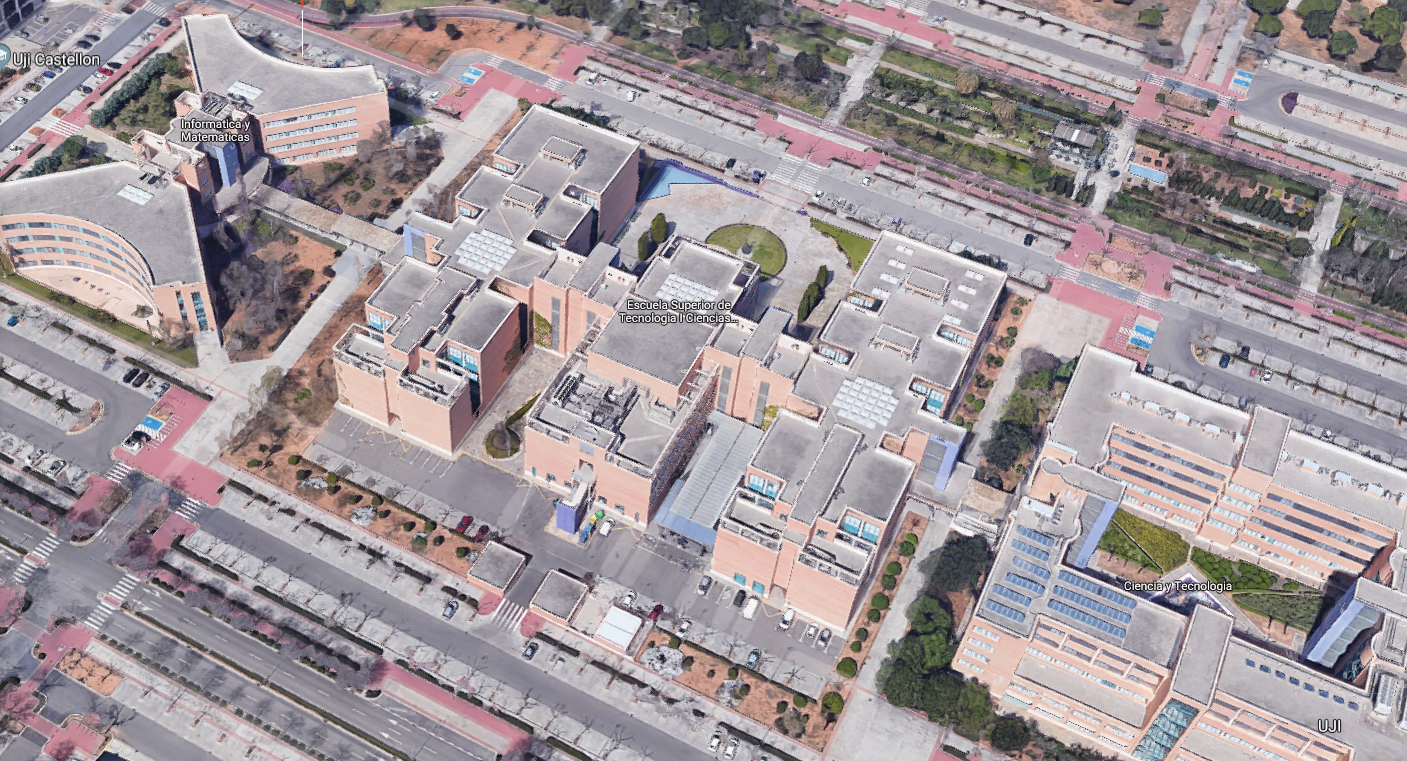 Uji Castellon
Informatica y
Matematicas
Escuela Superior de
Tecnologia I Ciencias...
Ciencia y Tecnologia
UJI